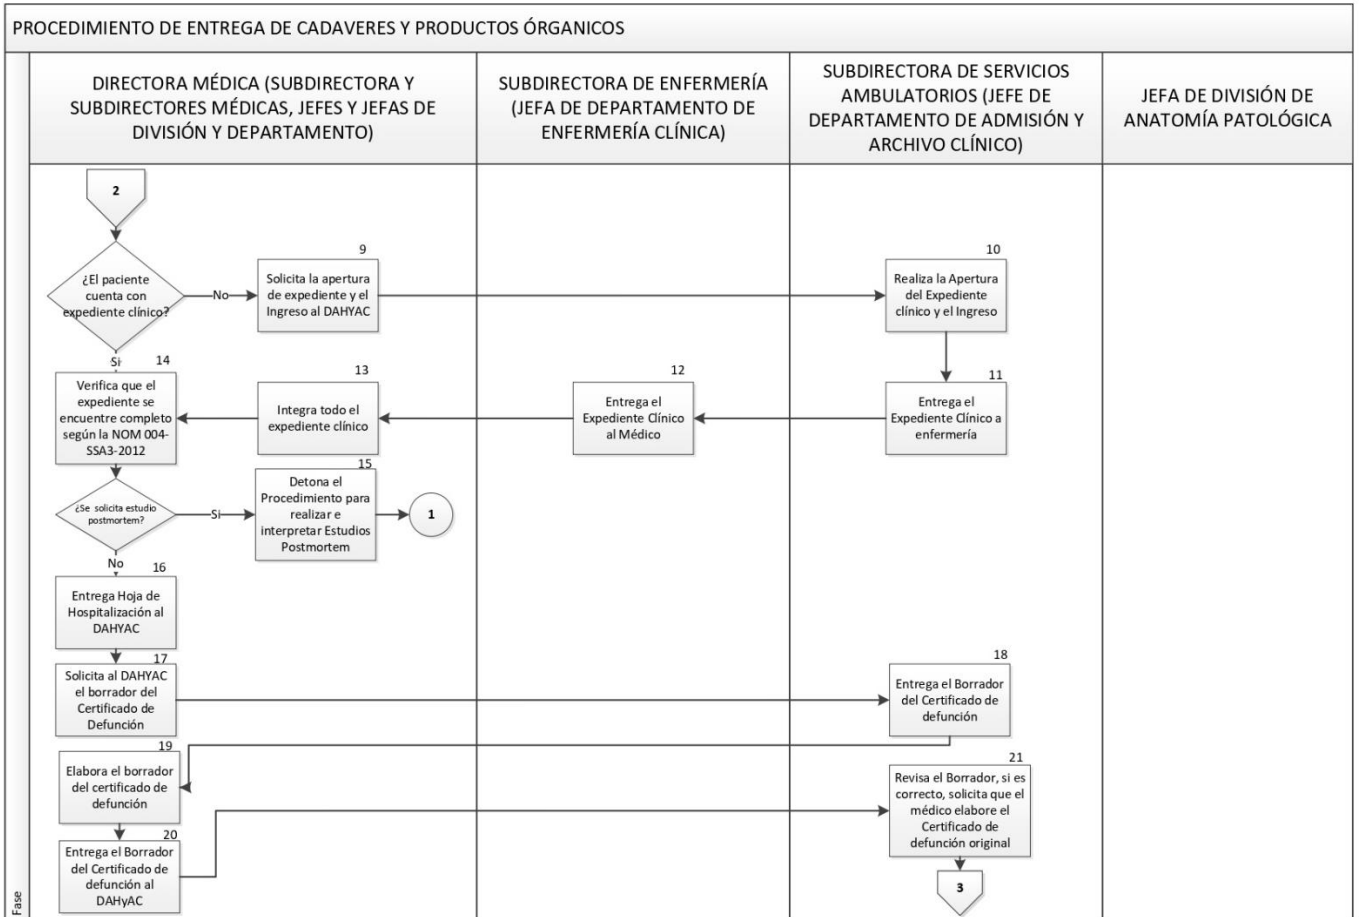 PROCEDIMIENTO DE ENTREGA DE CADAVERES Y PRODUCTOS ÓRGANICOS
DIRECTORA MÉDICA (SUBDIRECTORA Y
SUBDIRECTORES MÉDICAS, JEFES Y JEFAS DE
DIVISIÓN Y DEPARTAMENTO)
SUBDIRECTORA DE ENFERMERÍA
(JEFA DE DEPARTAMENTO DE
ENFERMERÍA CLÍNICA)
SUBDIRECTORA DE SERVICIOS
AMBULATORIOS (JEFE DE
DEPARTAMENTO DE ADMISIÓN Y
ARCHIVO CLÍNICO)
JEFA DE DIVISIÓN DE
ANATOMÍA PATOLÓGICA
2
¿El paciente
cuenta con
expediente clínico?
No
9
Solicita la apertura
de expediente y el
Ingreso al DAHYAC
10
Realiza la Apertura
del Expediente
clínico y el Ingreso
Si
11
Entrega el
Expediente Clínico a
enfermería
12
Entrega el
Expediente Clínico
al Médico
13
Integra todo el
expediente clínico
14
Verifica que el
expediente se
encuentre completo
según la NOM 004-
SSA3-2012
¿Se solicita estudio
postmortem?
Si
15
Detona el
Procedimiento para
realizar e
interpretar Estudios
Postmortem
1
No
16
Entrega Hoja de
Hospitalización al
DAHYAC
17
Solicita al DAHYAC
el borrador del
Certificado de
Defunción
18
Entrega el Borrador
del Certificado de
defunción
19
Elabora el borrador
del certificado de
defunción
20
Entrega el Borrador
del Certificado de
defunción al
DAHyAC
21
Revisa el Borrador, si es
correcto, solicita que el
médico elabore el
Certificado de
defunción original
3
Fase